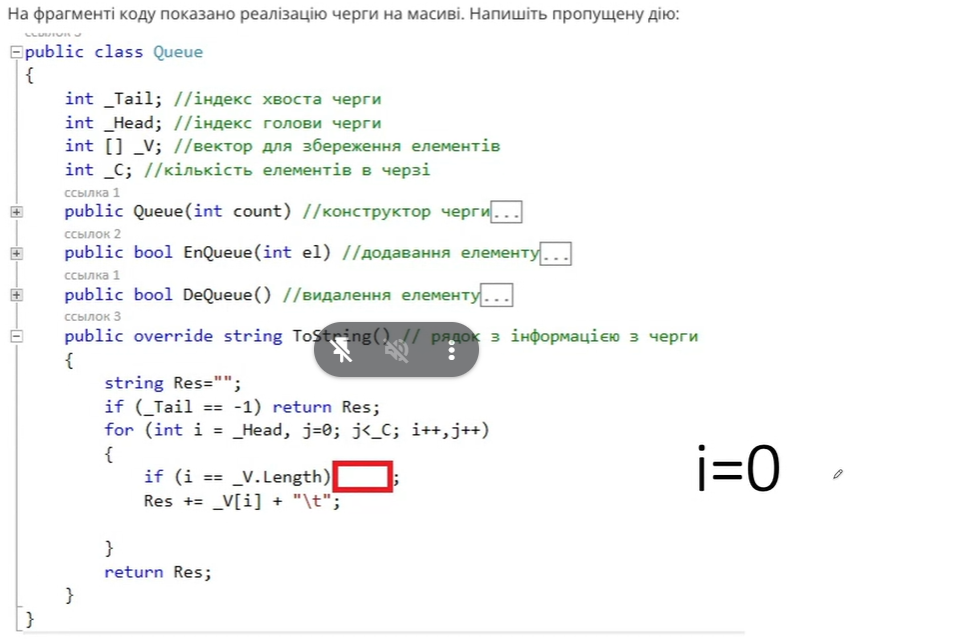 На фрагменті коду показано реалізацію черги на масиві. Напишіть пропущену дію:
ссылок 3
public class Queue
{
int _Tail; //індекс хвоста черги
int _Head; //індекс голови черги
int [] _V; //вектор для збереження елементів
int _C; //кількість елементів в черзі
ссылка 1
public Queue(int count) //конструктор черги...
ссылок 2
public bool EnQueue(int el) //додавання елементу...
ссылка 1
public bool DeQueue() //видалення елементу...
ссылок 3
public override string ToString() // рядок з інформацією з черги
{
string Res="";
if (_Tail == -1) return Res;
for (int i = _Head, j=0; j<_C; i++,j++)
{
if (i == _V.Length) ;
Res += _V[i] + "\t";
}
return Res;
}
}
i=0